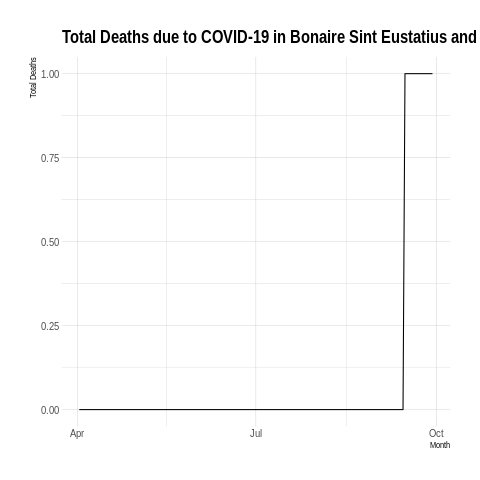 Total Deaths due to COVID-19 in Bonaire Sint Eustatius and
Total Deaths
1.00
0.75
0.50
0.25
0.00
Apr
Jul
Oct
Month